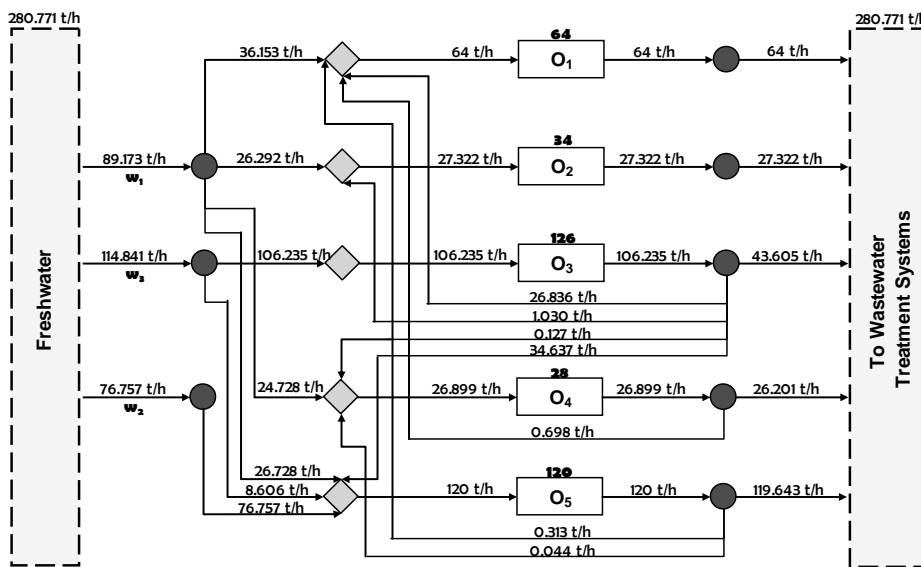 280.771 t/h
280.771 t/h
Freshwater
To Wastewater
Treatment Systems
64
36.153 t/h
64 t/h
O1
64 t/h
64 t/h
34
89.173 t/h
26.292 t/h
27.322 t/h
O2
27.322 t/h
27.322 t/h
w1
126
114.841 t/h
106.235 t/h
106.235 t/h
O3
106.235 t/h
43.605 t/h
w3
26.836 t/h
1.030 t/h
0.127 t/h
34.637 t/h
28
76.757 t/h
24.728 t/h
26.899 t/h
O4
26.899 t/h
26.201 t/h
w2
0.698 t/h
120
26.728 t/h
8.606 t/h
120 t/h
O5
120 t/h
119.643 t/h
76.757 t/h
0.313 t/h
0.044 t/h